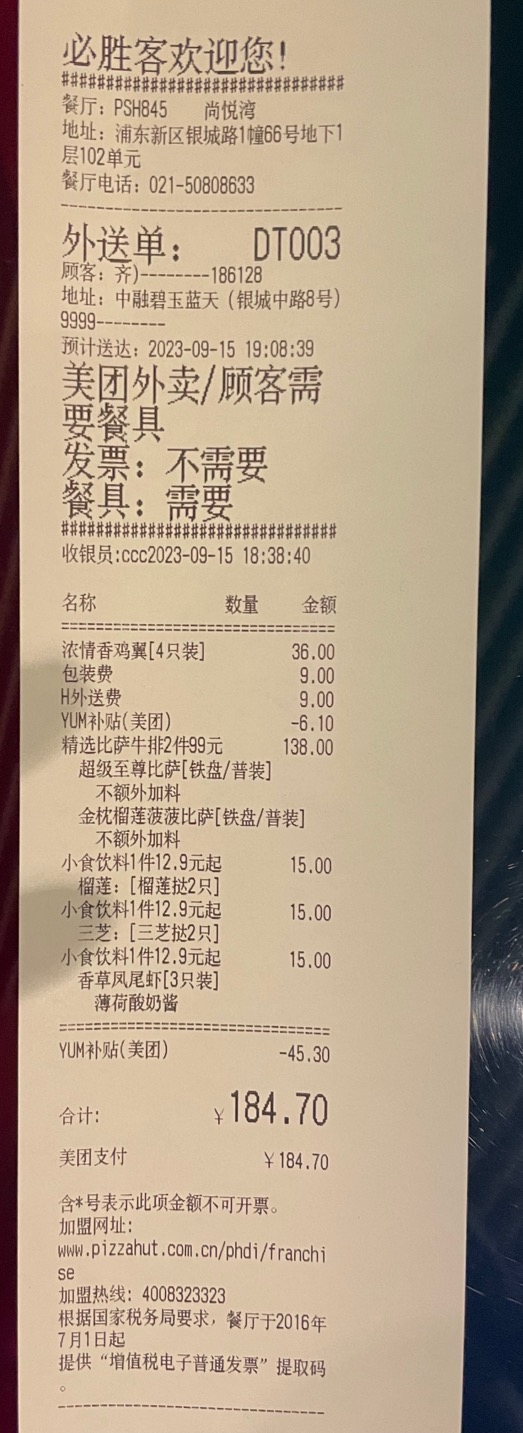 必胜客欢迎您!
################################
餐厅: PSH845 尚悦湾
地址: 浦东新区银城路1幢66号地下1
层102单元
餐厅电话: 021-50808633
--------------------------------
外送单: DT003
顾客: 齐)--------186128
地址: 中融碧玉蓝天 (银城中路8号)
9999--------
预计送达: 2023-09-15 19:08:39
美团外卖/顾客需
要餐具
发票: 不需要
餐具: 需要
################################
收银员:ccc2023-09-15 18:38:40
名称 数量 金额
================================
浓情香鸡翼[4只装] 36.00
包装费 9.00
H外送费 9.00
YUM补贴(美团) -6.10
精选比萨牛排2件99元 138.00
超级至尊比萨[铁盘/普装]
不额外加料
金枕榴莲菠菠比萨[铁盘/普装]
不额外加料
小食饮料1件12.9元起 15.00
榴莲: [榴莲挞2只]
小食饮料1件12.9元起 15.00
三芝: [三芝挞2只]
小食饮料1件12.9元起 15.00
香草凤尾虾[3只装]
薄荷酸奶酱
================================
YUM补贴(美团) -45.30
合计: ¥184.70
美团支付 ¥184.70
含*号表示此项金额不可开票。
加盟网址:
www.pizzahut.com.cn/phdi/franchi
se
加盟热线: 4008323323
根据国家税务局要求, 餐厅于2016年
7月1日起
提供“增值税电子普通发票”提取码
。
--------------------------------